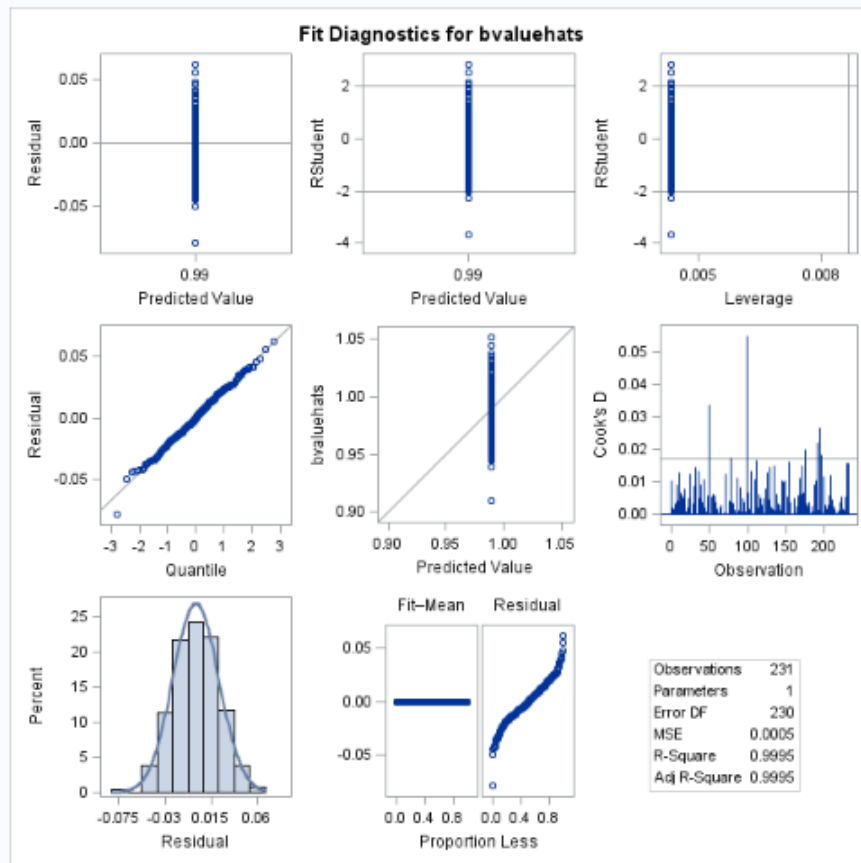 Fit Diagnostics for bvaluehats
0.05
0.00
-0.05
Residual
0.99
Predicted Value
2
0
-2
-4
RStudent
0.99
Predicted Value
2
0
-2
-4
RStudent
0.005 0.008
Leverage
0.05
0.00
-0.05
Residual
-3 -2 -1 0 1 2 3
Quantile
1.05
1.00
0.95
0.90
bvaluehats
0.90 0.95 1.00 1.05
Predicted Value
0.05
0.04
0.03
0.02
0.01
0.00
Cook's D
0 50 100 150 200
Observation
25
20
15
10
5
0
Percent
-0.075 -0.03 0.015 0.06
Residual
Fit–Mean Residual
0.05
0.00
-0.05
0.0 0.4 0.8 0.0 0.4 0.8
Proportion Less
Observations 231
Parameters 1
Error DF 230
MSE 0.0005
R-Square 0.9995
Adj R-Square 0.9995